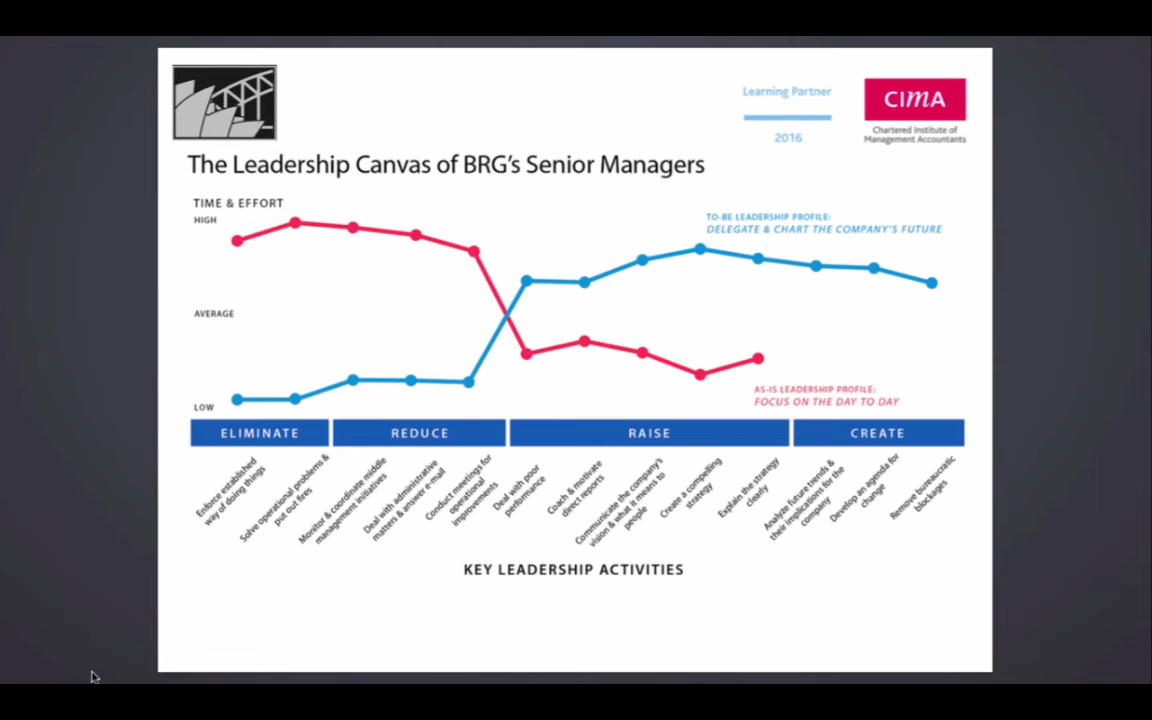 Learning Partner
2016
CIMA
Chartered Institute of
Management Accountants
The Leadership Canvas of BRG's Senior Managers
TIME & EFFORT
HIGH
AVERAGE
LOW
TO-BE LEADERSHIP PROFILE:
DELEGATE & CHART THE COMPANY'S FUTURE
AS-IS LEADERSHIP PROFILE:
FOCUS ON THE DAY TO DAY
ELIMINATE
REDUCE
RAISE
CREATE
Enforce established
way of doing things
Solve operational problems &
put out fires
Monitor & coordinate middle
management initiatives
Deal with administrative
matters & answer e-mail
Conduct meetings for
operational
improvements
Deal with poor
performance
Coach & motivate
direct reports
Communicate the company's
vision & what it means to
people
Create a compelling
strategy
Explain the strategy
clearly
Analyze future trends &
their implications for the
company
Develop an agenda for
change
Remove bureaucratic
blockages
KEY LEADERSHIP ACTIVITIES